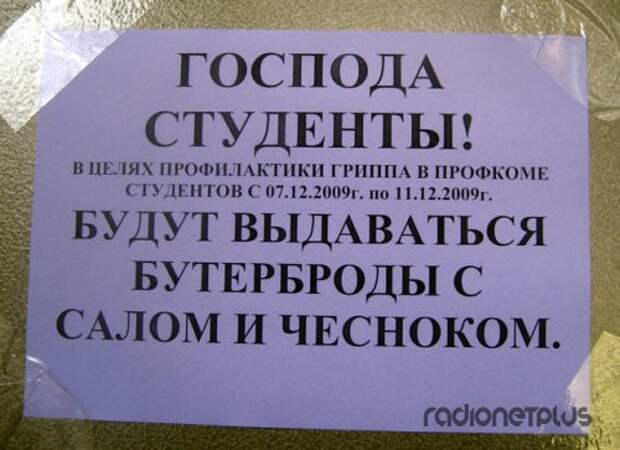 ГОСПОДА
СТУДЕНТЫ!
В ЦЕЛЯХ ПРОФИЛАКТИКИ ГРИППА В ПРОФКОМЕ
СТУДЕНТОВ С 07.12.2009г. по 11.12.2009г.
БУДУТ ВЫДАВАТЬСЯ
БУТЕРБРОДЫ С
САЛОМ И ЧЕСНОКОМ.
radionetplus